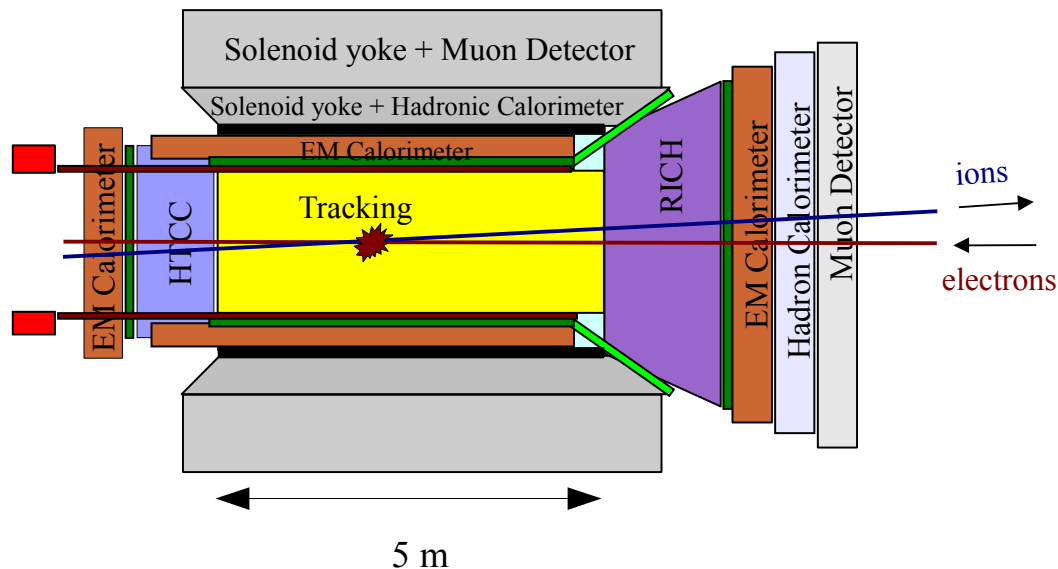 Solenoid yoke + Muon Detector
Solenoid yoke + Hadronic Calorimeter
EM Calorimeter
EM Calorimeter
HTCC
Tracking
RICH
EM Calorimeter
Hadron Calorimeter
Muon Detector
ions
electrons
5 m